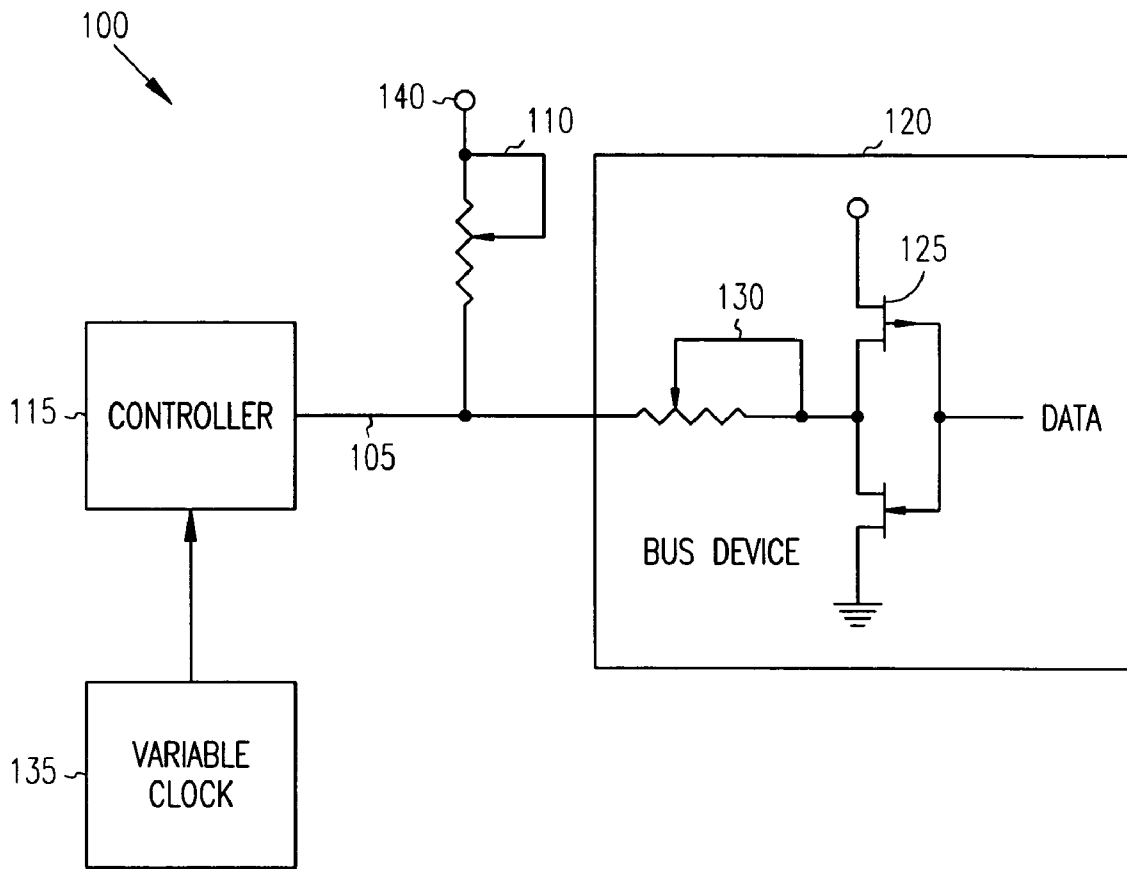 100
140
110
120
125
130
115
CONTROLLER
105
DATA
BUS DEVICE
135
VARIABLE
CLOCK